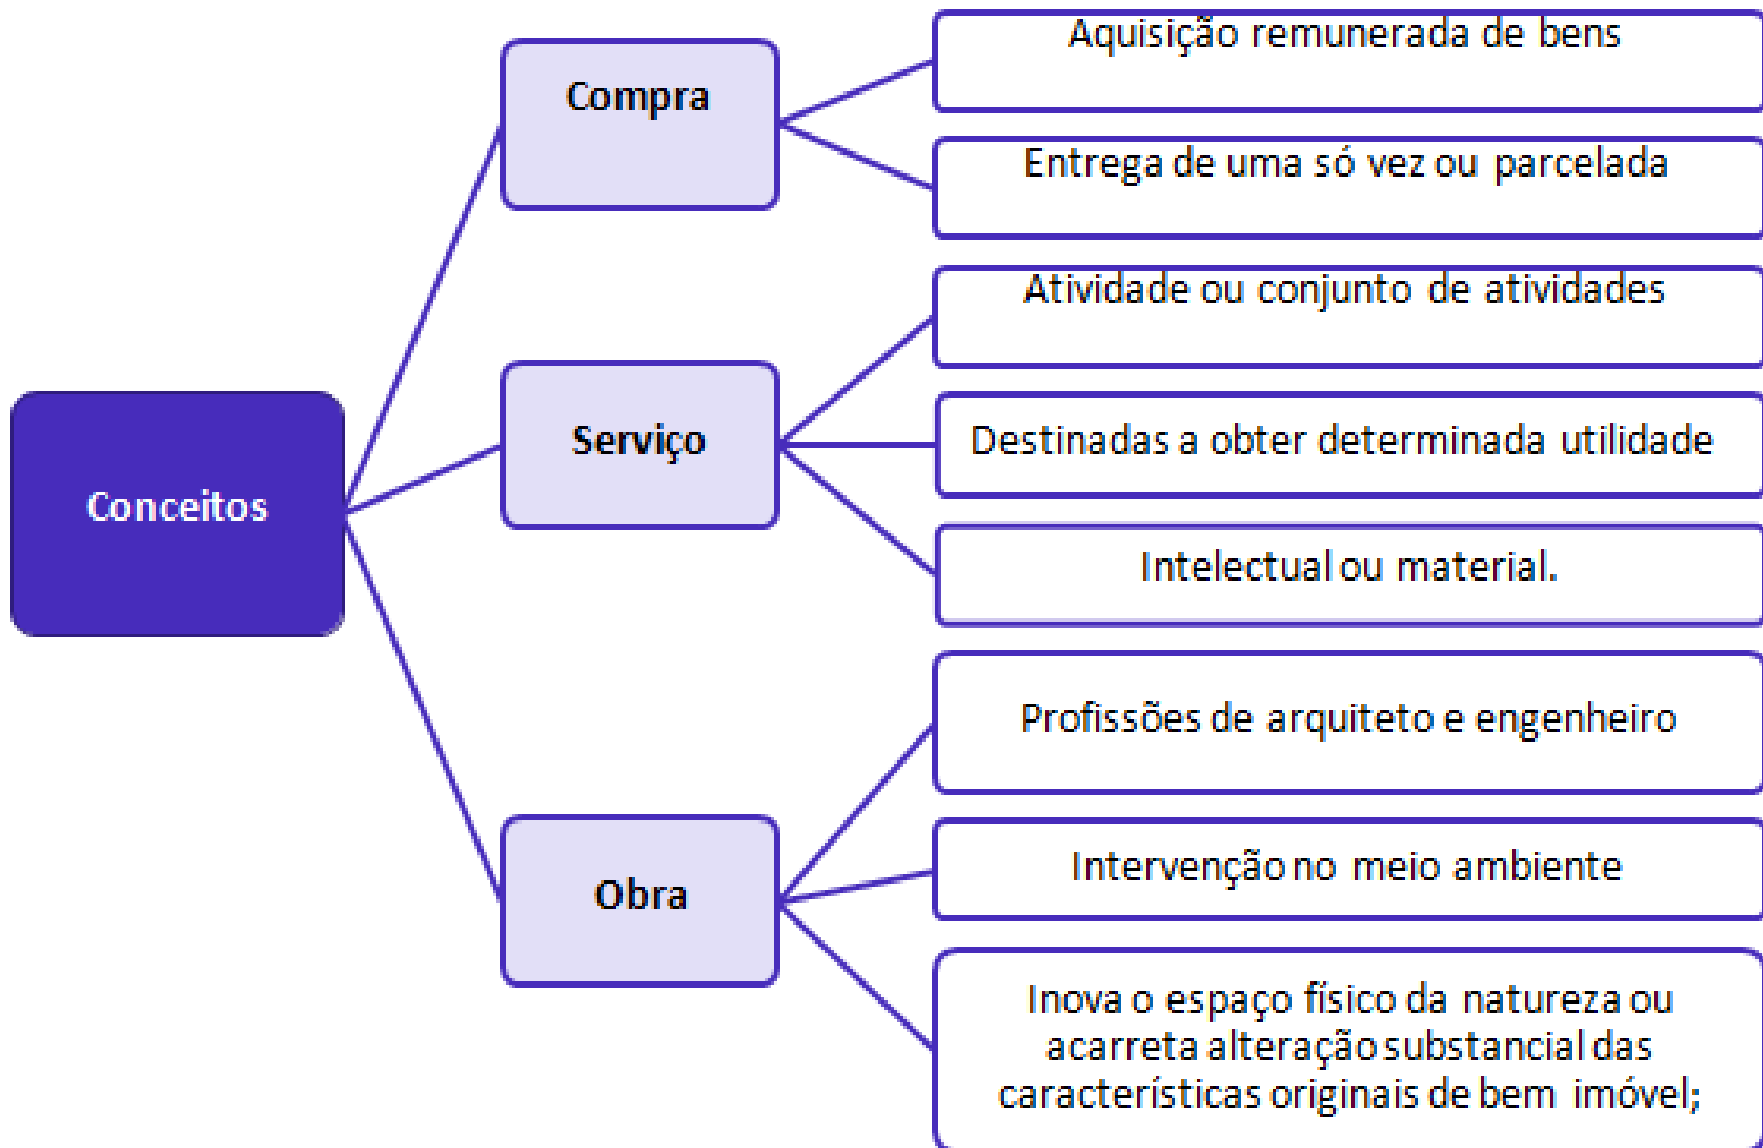 Conceitos
Compra
Aquisição remunerada de bens
Entrega de uma só vez ou parcelada
Serviço
Atividade ou conjunto de atividades
Destinadas a obter determinada utilidade
Intelectual ou material.
Obra
Profissões de arquiteto e engenheiro
Intervenção no meio ambiente
Inova o espaço físico da natureza ou
acarreta alteração substancial das
características originais de bem imóvel;